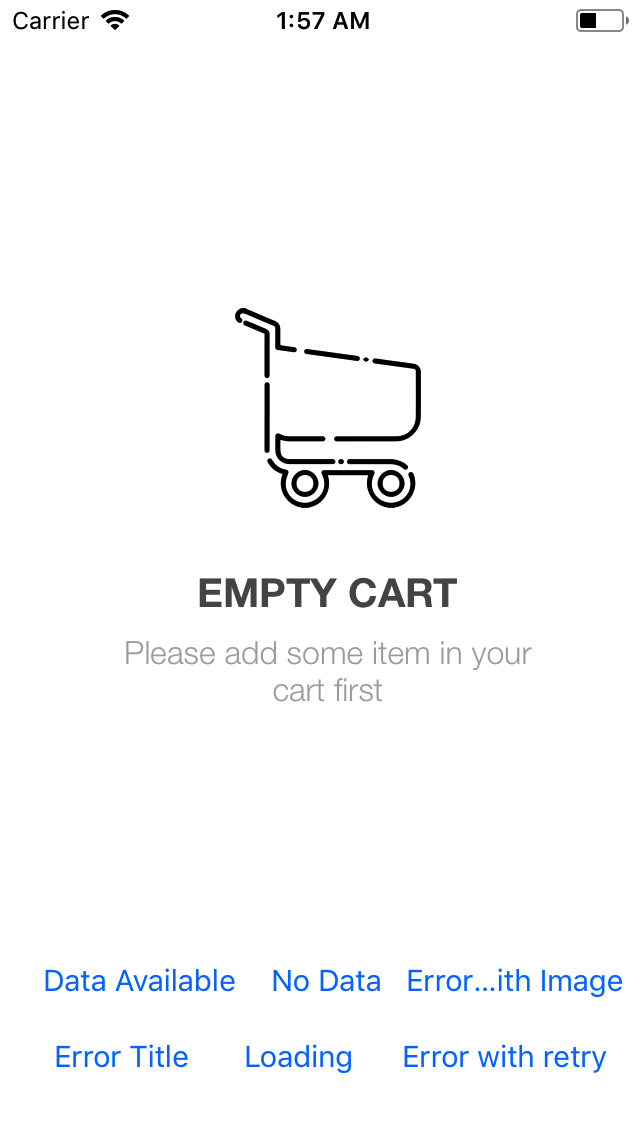 Carrier 1:57 AM
EMPTY CART
Please add some item in your
cart first
Data Available No Data Error...ith Image
Error Title Loading Error with retry